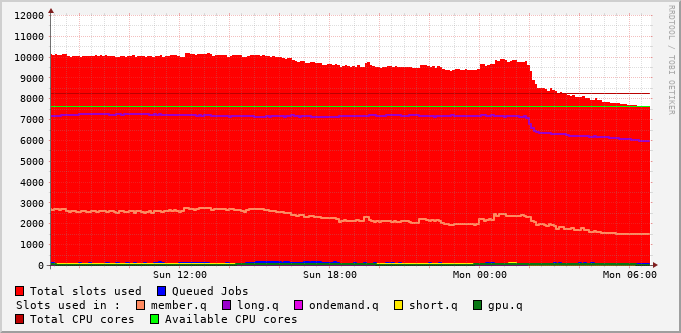 12000
11000
10000
9000
8000
7000
6000
5000
4000
3000
2000
1000
0
Sun 12:00 Sun 18:00 Mon 00:00 Mon 06:00
Total slots used Queued Jobs
Slots used in : member.q long.q ondemand.q short.q gpu.q
Total CPU cores Available CPU cores
RRDTOOL / TOBI OETIKER